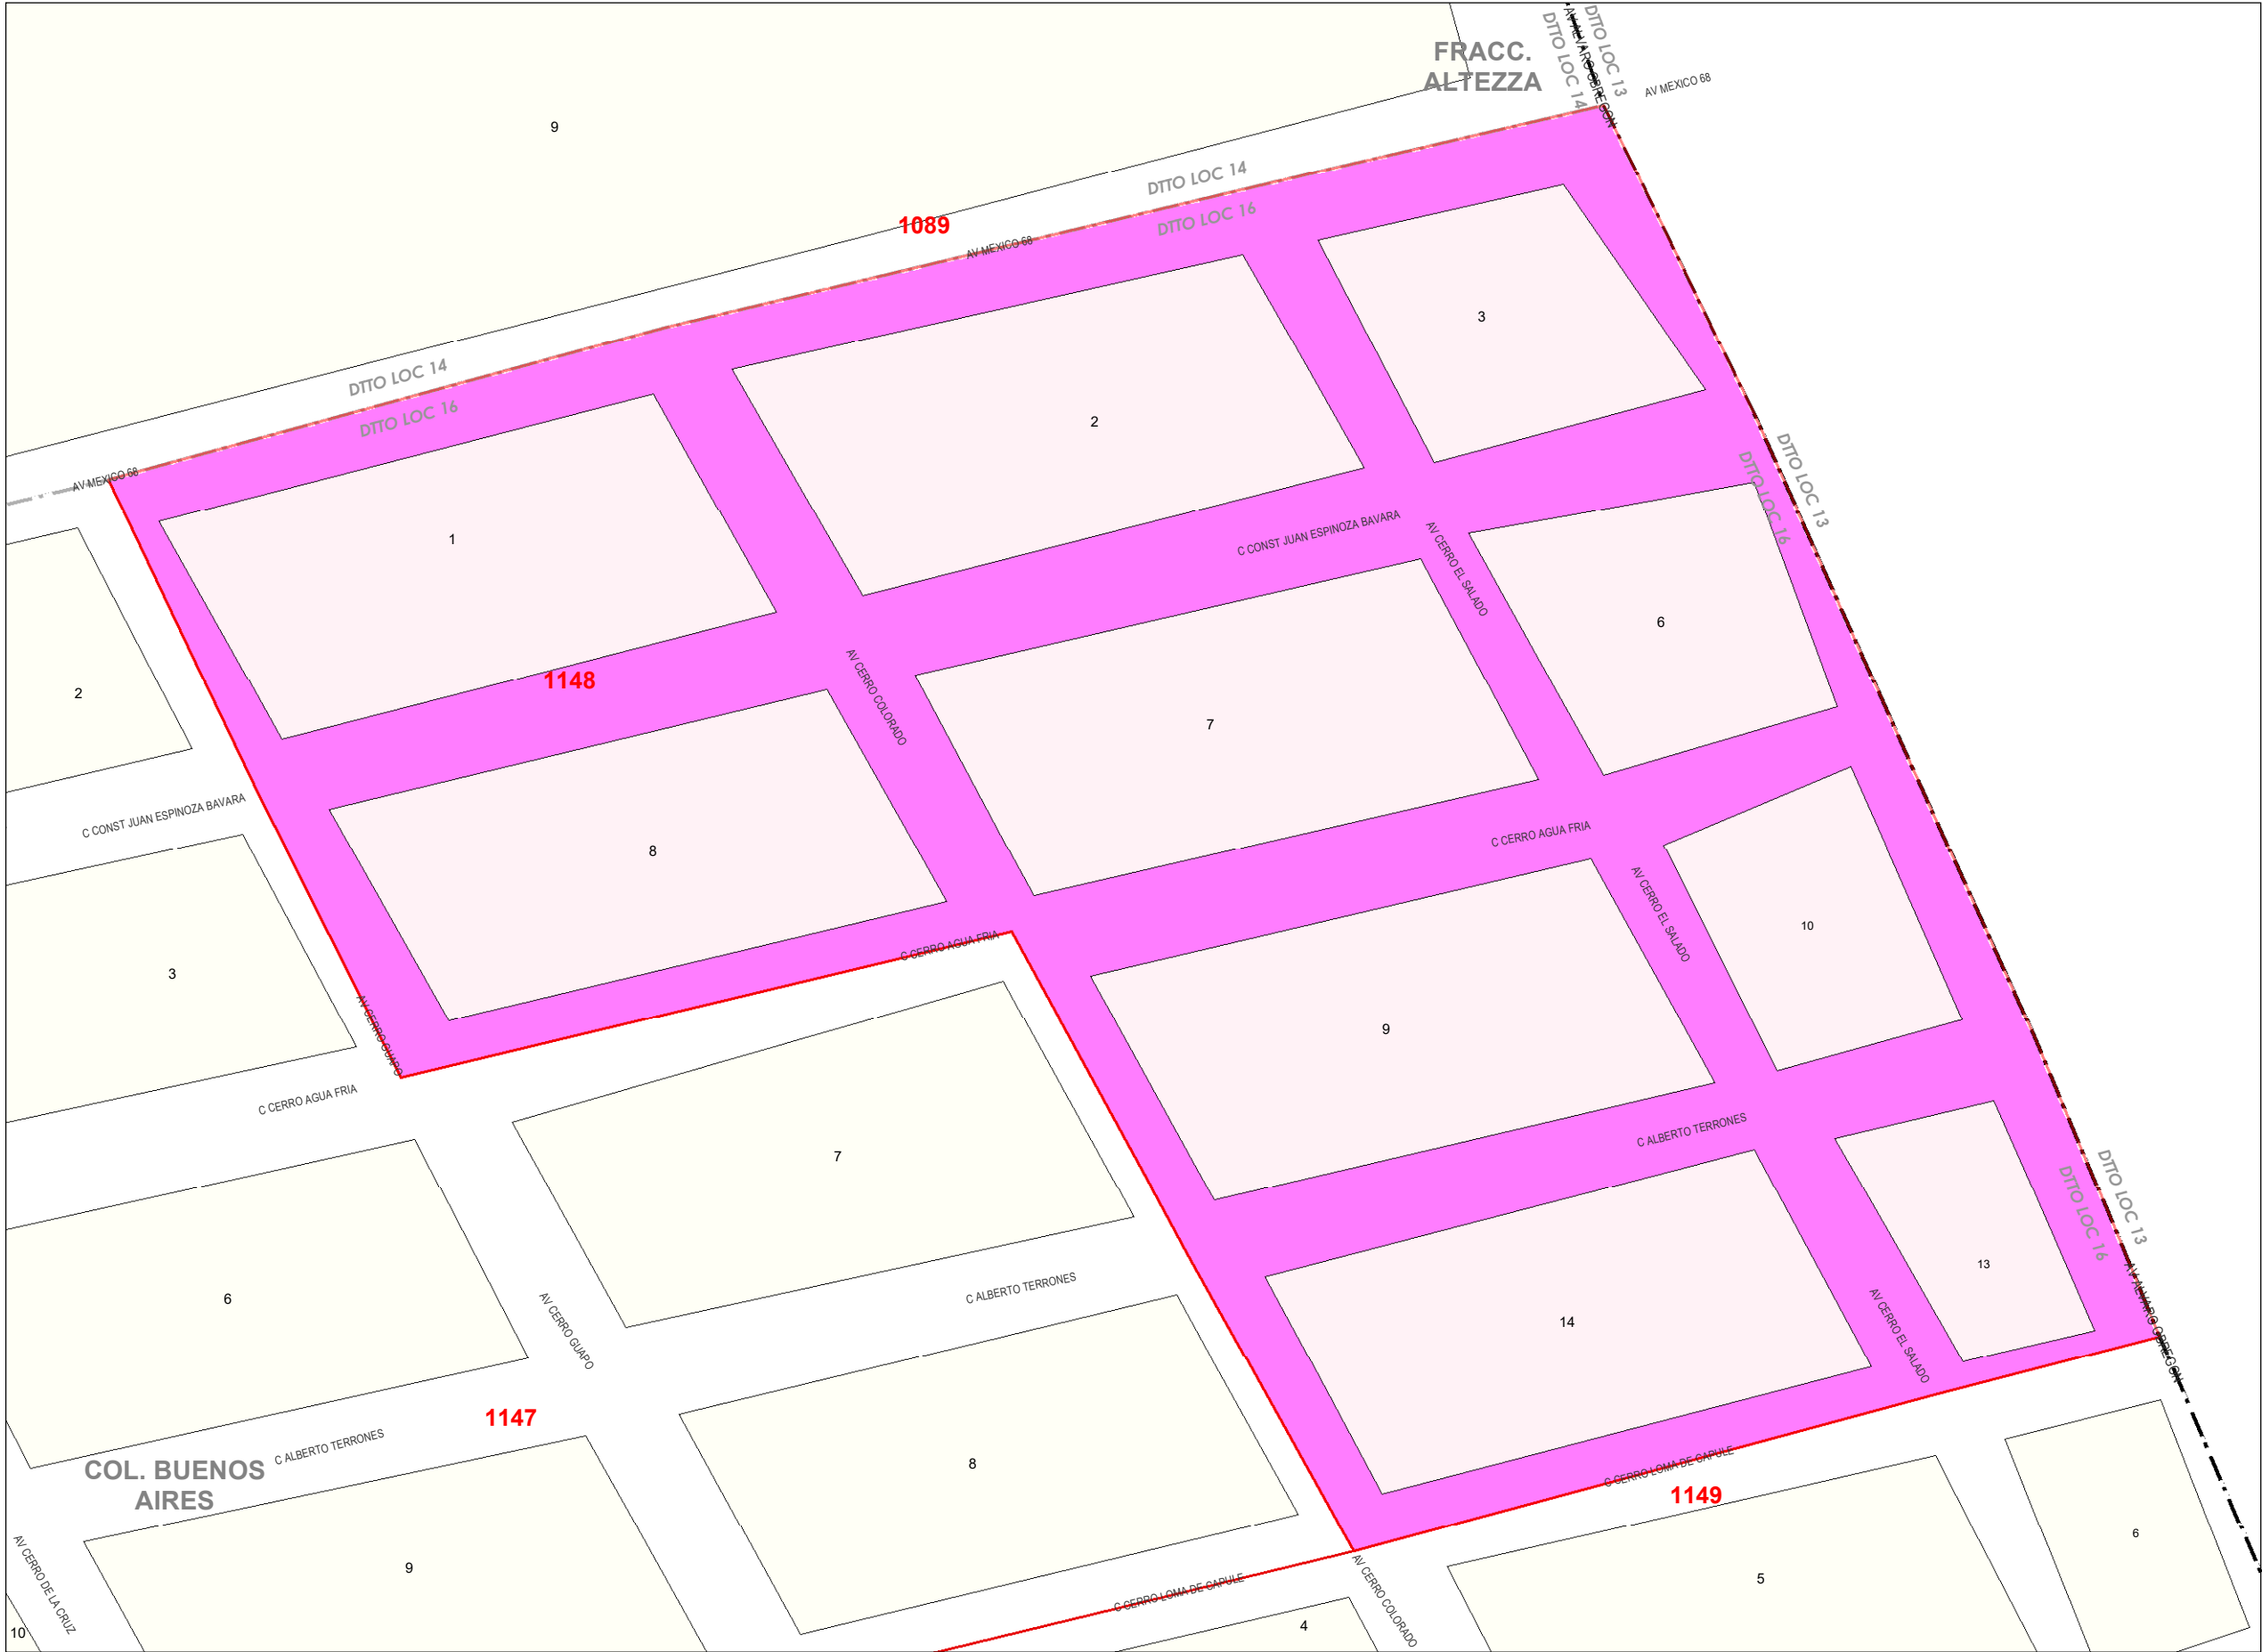 AV ALVARO OBREGON
DTTO LOC 13
DTTO LOC 14
FRACC.
ALTEZZA
AV MEXICO 68
9
DTTO LOC 14
DTTO LOC 16
1089
AV MEXICO 68
3
DTTO LOC 14
DTTO LOC 16
2
AV MEXICO 68
DTTO LOC 13
DTTO LOC 16
1
C CONST JUAN ESPINOZA BAVARA
AV CERRO EL SALADO
6
2
1148
AV CERRO COLORADO
7
C CONST JUAN ESPINOZA BAVARA
8
C CERRO AGUA FRIA
AV CERRO EL SALADO
10
3
C CERRO AGUA FRIA
9
AV CERRO GUAPO
C CERRO AGUA FRIA
7
C ALBERTO TERRONES
DTTO LOC 13
DTTO LOC 16
6
C ALBERTO TERRONES
13
14
AV CERRO GUAPO
AV CERRO EL SALADO
AV ALVARO OBREGON
1147
C ALBERTO TERRONES
8
COL. BUENOS
AIRES
C CERRO LOMA DE CAPULE
1149
6
9
5
AV CERRO DE LA CRUZ
C CERRO LOMA DE CAPULE
AV CERRO COLORADO
4
10